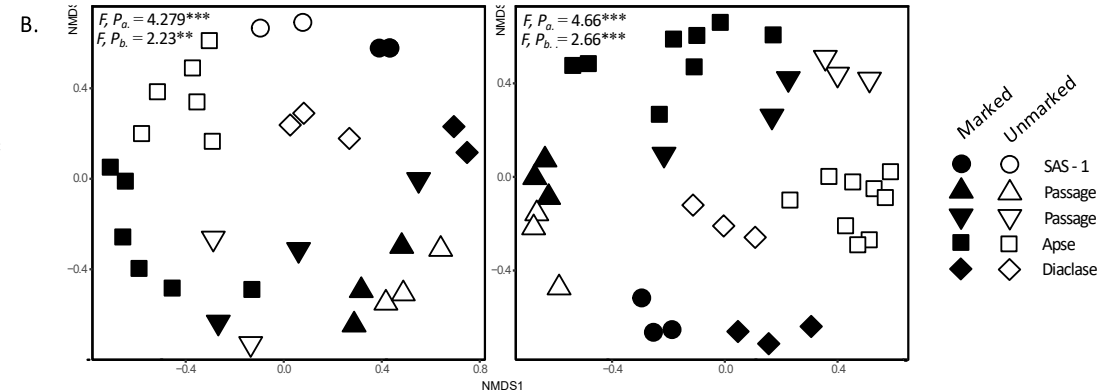 B.
NMDS
F, Pa. = 4.279***
F, Pb. = 2.23**
0.4
0.0
−0.4
−0.4
0.0
0.4
0.8
NMDS
F, Pa. = 4.66***
F, Pb. . = 2.66***
0.4
0.0
−0.4
−0.4
0.0
0.4
NMDS1
Marked
Unmarked
SAS - 1
Passage
Passage
Apse
Diaclase